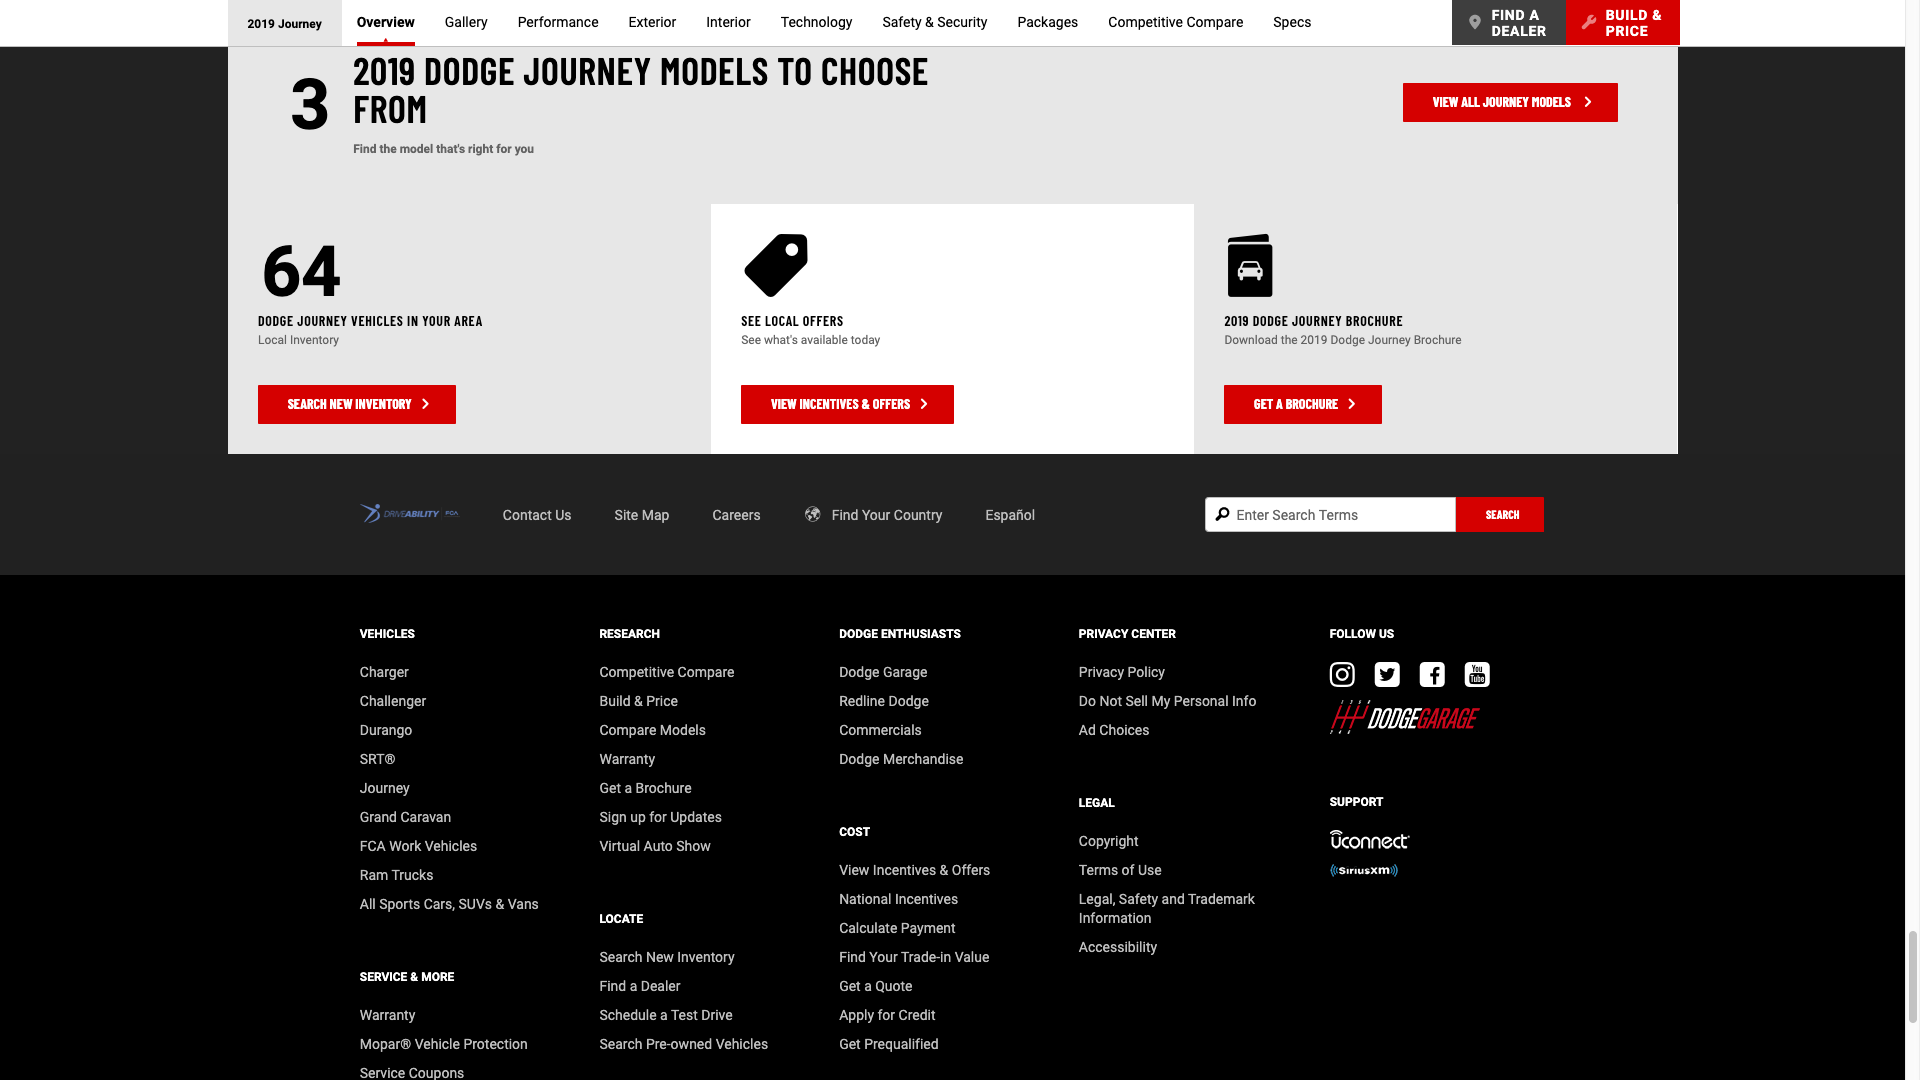 2019 Journey
Overview
Gallery
Performance
Exterior
Interior
Technology
Safety & Security
Packages
Competitive Compare
Specs
FIND A
DEALER
BUILD &
PRICE
3
2019 DODGE JOURNEY MODELS TO CHOOSE
FROM
Find the model that's right for you
VIEW ALL JOURNEY MODELS
64
DODGE JOURNEY VEHICLES IN YOUR AREA
Local Inventory
SEARCH NEW INVENTORY
SEE LOCAL OFFERS
See what's available today
VIEW INCENTIVES & OFFERS
2019 DODGE JOURNEY BROCHURE
Download the 2019 Dodge Journey Brochure
GET A BROCHURE
DRIVEABILITY FCA
Contact Us
Site Map
Careers
Find Your Country
Español
Enter Search Terms
SEARCH
VEHICLES
Charger
Challenger
Durango
SRT®
Journey
Grand Caravan
FCA Work Vehicles
Ram Trucks
All Sports Cars, SUVs & Vans
SERVICE & MORE
Warranty
Mopar® Vehicle Protection
Service Coupons
RESEARCH
Competitive Compare
Build & Price
Compare Models
Warranty
Get a Brochure
Sign up for Updates
Virtual Auto Show
LOCATE
Search New Inventory
Find a Dealer
Schedule a Test Drive
Search Pre-owned Vehicles
DODGE ENTHUSIASTS
Dodge Garage
Redline Dodge
Commercials
Dodge Merchandise
COST
View Incentives & Offers
National Incentives
Calculate Payment
Find Your Trade-in Value
Get a Quote
Apply for Credit
Get Prequalified
PRIVACY CENTER
Privacy Policy
Do Not Sell My Personal Info
Ad Choices
LEGAL
Copyright
Terms of Use
Legal, Safety and Trademark
Information
Accessibility
FOLLOW US
You
Tube
DODGEGARAGE
SUPPORT
uconnect
SiriusXM